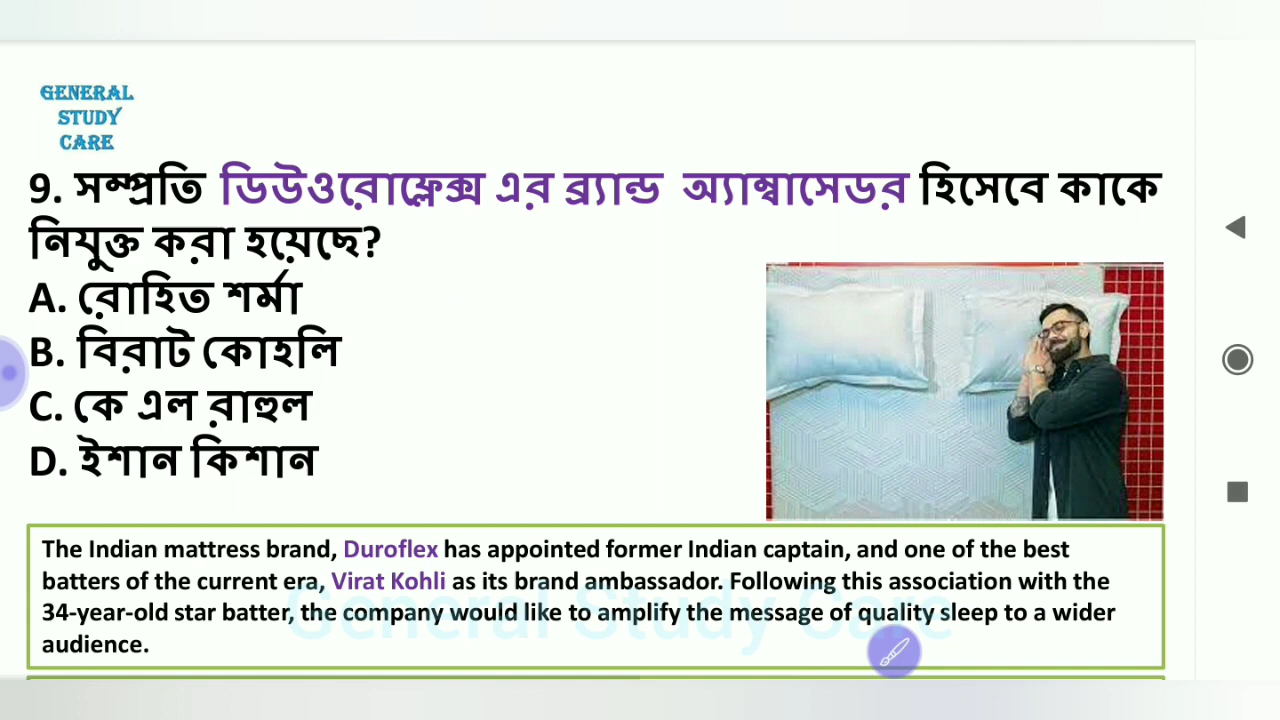 GENERAL
STUDY
CARE
9. সম্প্রতি ডিউওরোফ্লেক্স এর ব্র্যান্ড অ্যাম্বাসেডর হিসেবে কাকে
নিযুক্ত করা হয়েছে?
A. রোহিত শর্মা
B. বিরাট কোহলি
C. কে এল রাহুল
D. ইশান কিশান
The Indian mattress brand, Duroflex has appointed former Indian captain, and one of the best
batters of the current era, Virat Kohli as its brand ambassador. Following this association with the
34-year-old star batter, the company would like to amplify the message of quality sleep to a wider
audience.
General Study Care